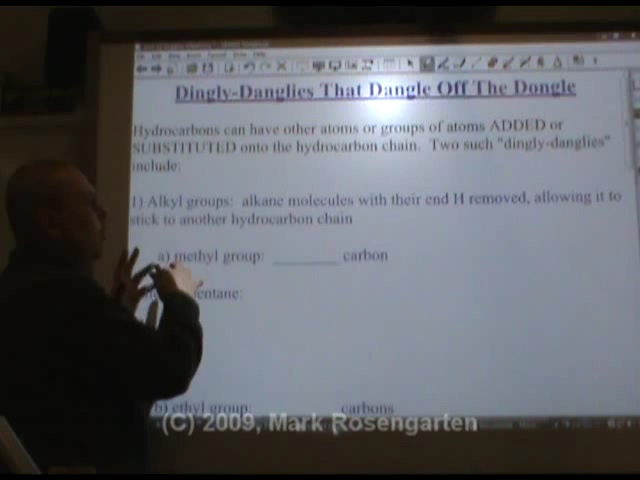 Dingly-Danglies That Dangle Off The Dongle
Hydrocarbons can have other atoms or groups of atoms ADDED or
SUBSTITUTED onto the hydrocarbon chain. Two such "dingly-danglies"
include:
1) Alkyl groups: alkane molecules with their end H removed, allowing it to
stick to another hydrocarbon chain
a) methyl group: ________ carbon
entane:
b) ethyl group: ________ carbons
(C) 2009, Mark Rosengarten